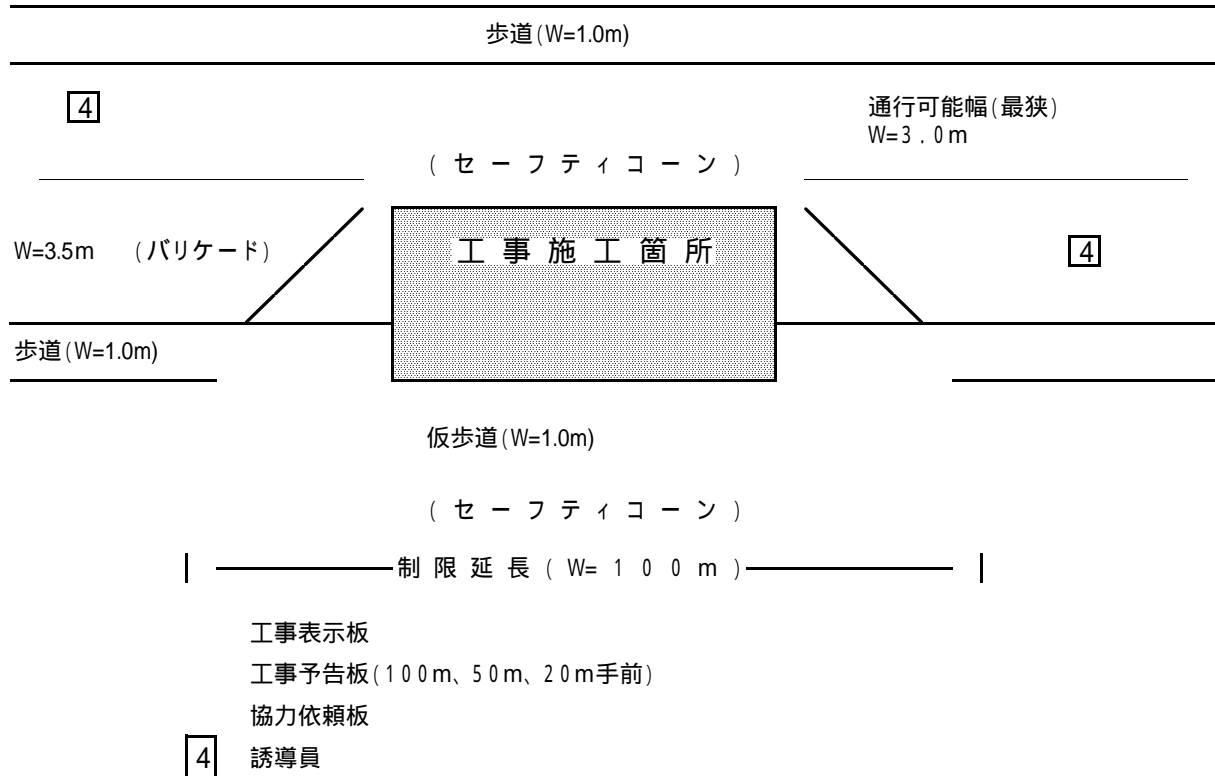 歩道(W=1.0m)
4
通行可能幅(最狭)
W=3.0m
(セーフティコーン)
W=3.5m (バリケード)
工事施工箇所
4
歩道(W=1.0m)
仮歩道(W=1.0m)
(セーフティコーン)
制限延長(W=100m)
工事表示板
工事予告板(100m、50m、20m手前)
協力依頼板
4 誘導員